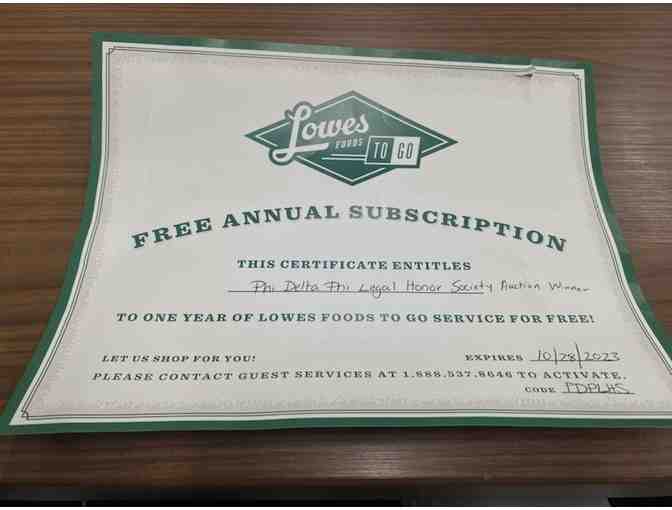 Lowes
FOODS TO GO
FREE ANNUAL SUBSCRIPTION
THIS CERTIFICATE ENTITLES
Phi Delta Phi Legal Honor Society Auction Winner
TO ONE YEAR OF LOWES FOODS TO GO SERVICE FOR FREE!
LET US SHOP FOR YOU! EXPIRES 10/28/2023
PLEASE CONTACT GUEST SERVICES AT 1.888.537.8646 TO ACTIVATE.
CODE PDPLHS